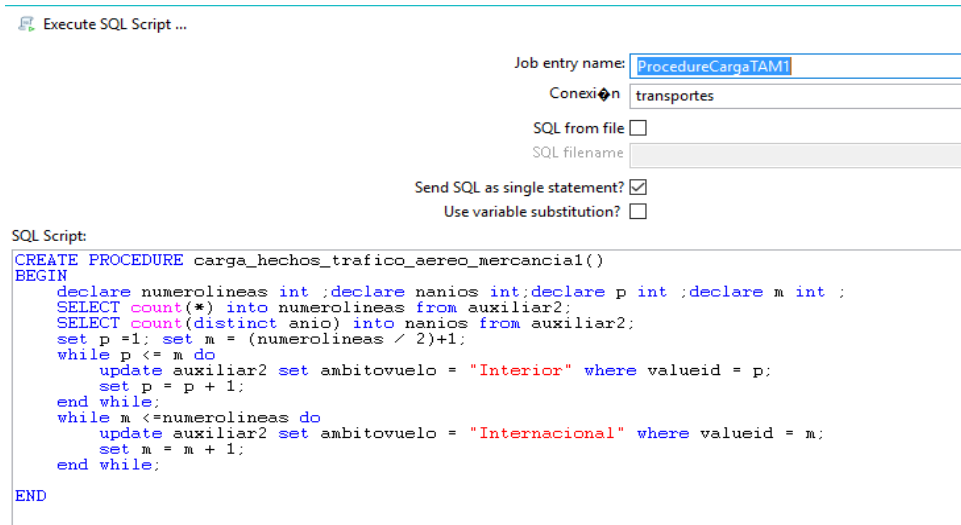 Execute SQL Script ...
Job entry name: ProcedureCargaTAM1
Conexi�n transportes
SQL from file
SQL filename
Send SQL as single statement?
Use variable substitution?
SQL Script:
CREATE PROCEDURE carga_hechos_trafico_aereo_mercancia1()
BEGIN
    declare numerolineas int ;declare nanios int;declare p int ;declare m int ;
    SELECT count(*) into numerolineas from auxiliar2;
    SELECT count(distinct anio) into nanios from auxiliar2;
    set p =1; set m = (numerolineas / 2)+1;
    while p <= m do
        update auxiliar2 set ambitovuelo = "Interior" where valueid = p;
        set p = p + 1;
    end while;
    while m <=numerolineas do
        update auxiliar2 set ambitovuelo = "Internacional" where valueid = m;
        set m = m + 1;
    end while;
END